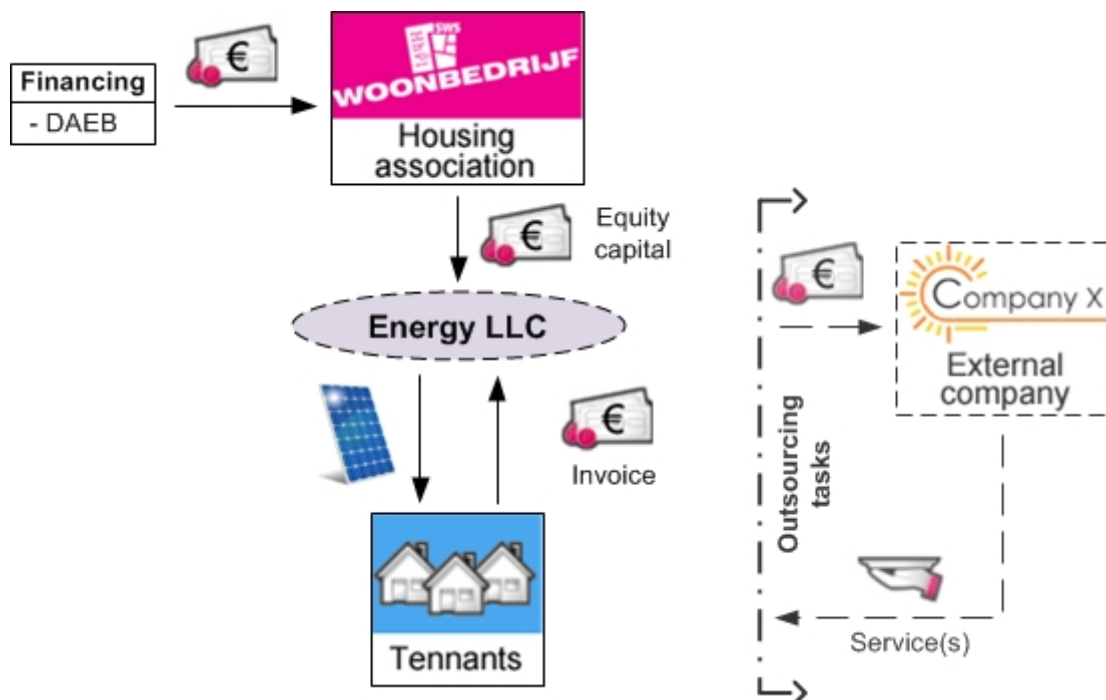 Financing
- DAEB
€
SWS
WOONBEDRIJF
Housing
association
€
Equity
capital
Energy LLC
€
Invoice
Tennants
Outsourcing
tasks
€
Company X
External
company
Service(s)